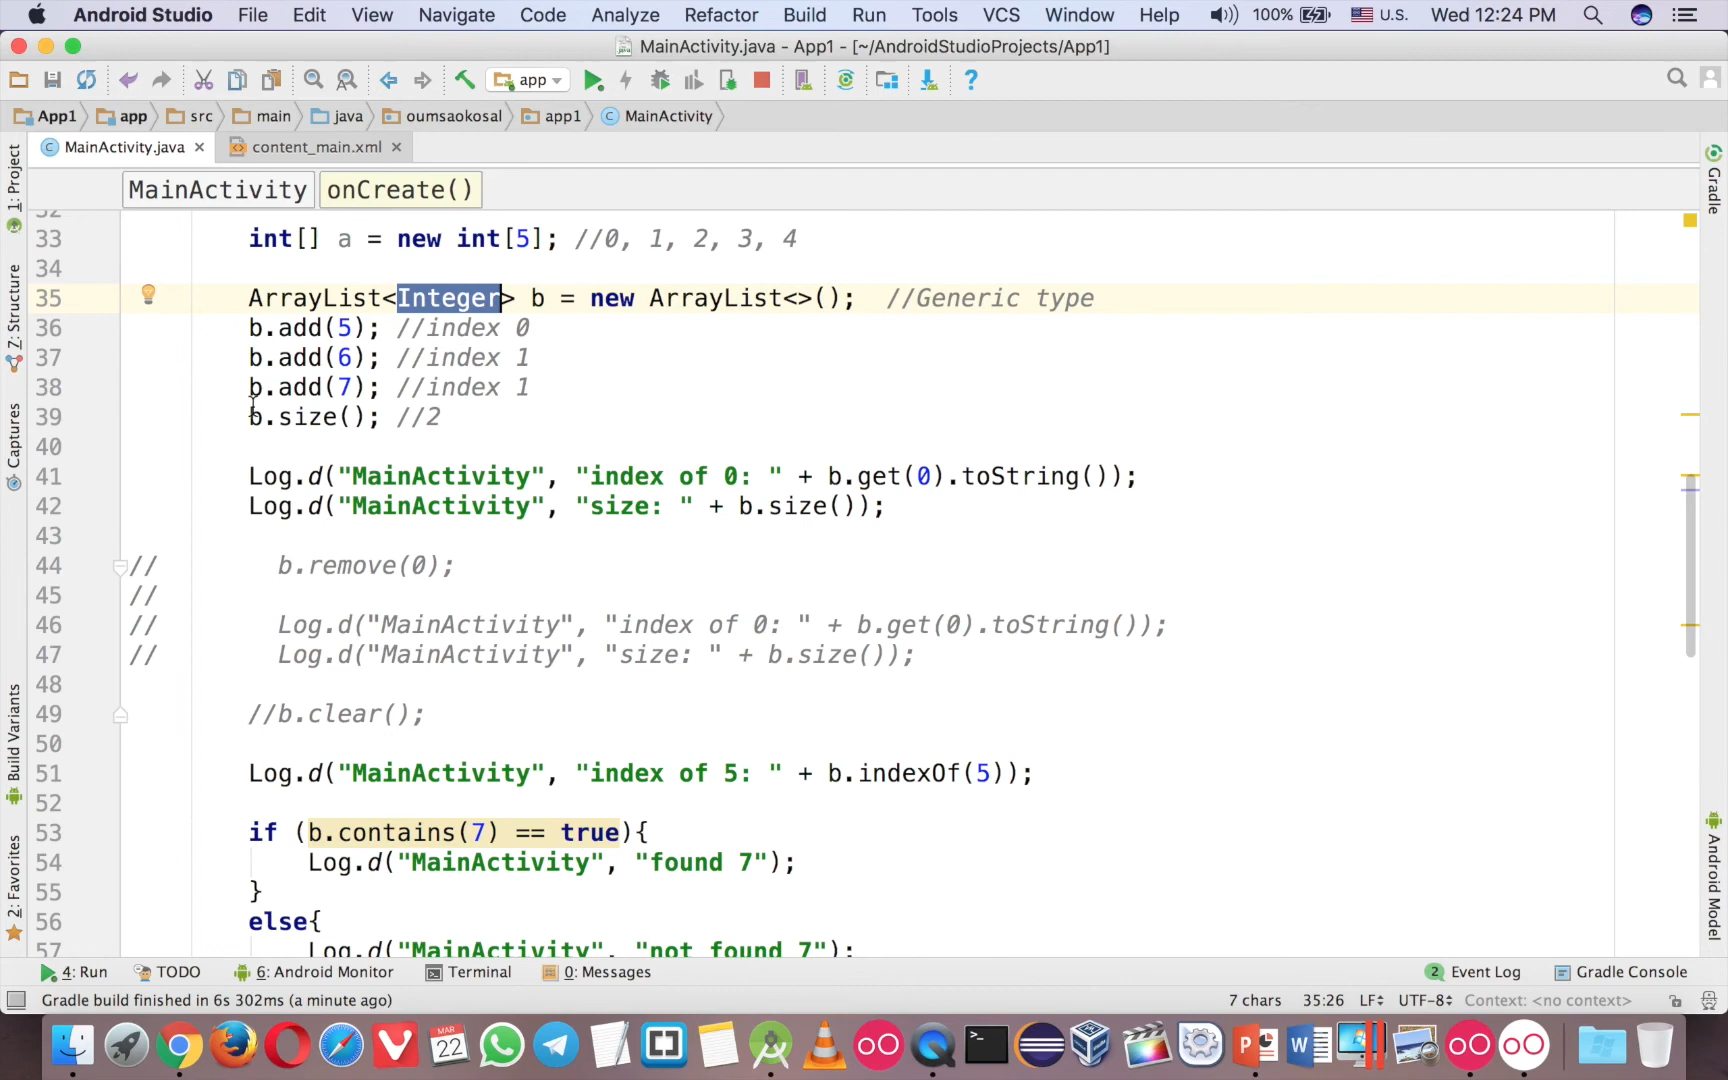 Android Studio File Edit View Navigate Code Analyze Refactor Build Run Tools VCS Window Help 100% U.S. Wed 12:24 PM
MainActivity.java - App1 - [~/AndroidStudioProjects/App1]
app
App1 app src main java oumsaokosal app1 MainActivity
MainActivity.java content_main.xml
MainActivity onCreate()
32
33 int[] a = new int[5]; //0, 1, 2, 3, 4
34
35 ArrayList<Integer> b = new ArrayList<>(); //Generic type
36 b.add(5); //index 0
37 b.add(6); //index 1
38 b.add(7); //index 1
39 b.size(); //2
40
41 Log.d("MainActivity", "index of 0: " + b.get(0).toString());
42 Log.d("MainActivity", "size: " + b.size());
43
44 // b.remove(0);
45 //
46 // Log.d("MainActivity", "index of 0: " + b.get(0).toString());
47 // Log.d("MainActivity", "size: " + b.size());
48
49 //b.clear();
50
51 Log.d("MainActivity", "index of 5: " + b.indexOf(5));
52
53 if (b.contains(7) == true){
54 Log.d("MainActivity", "found 7");
55 }
56 else{
57 Log.d("MainActivity", "not found 7");
1: Project
7: Structure
Captures
Build Variants
2: Favorites
Gradle
Android Model
4: Run TODO 6: Android Monitor Terminal 0: Messages 2 Event Log Gradle Console
Gradle build finished in 6s 302ms (a minute ago) 7 chars 35:26 LF UTF-8 Context: <no context>
MAR
22
P
W